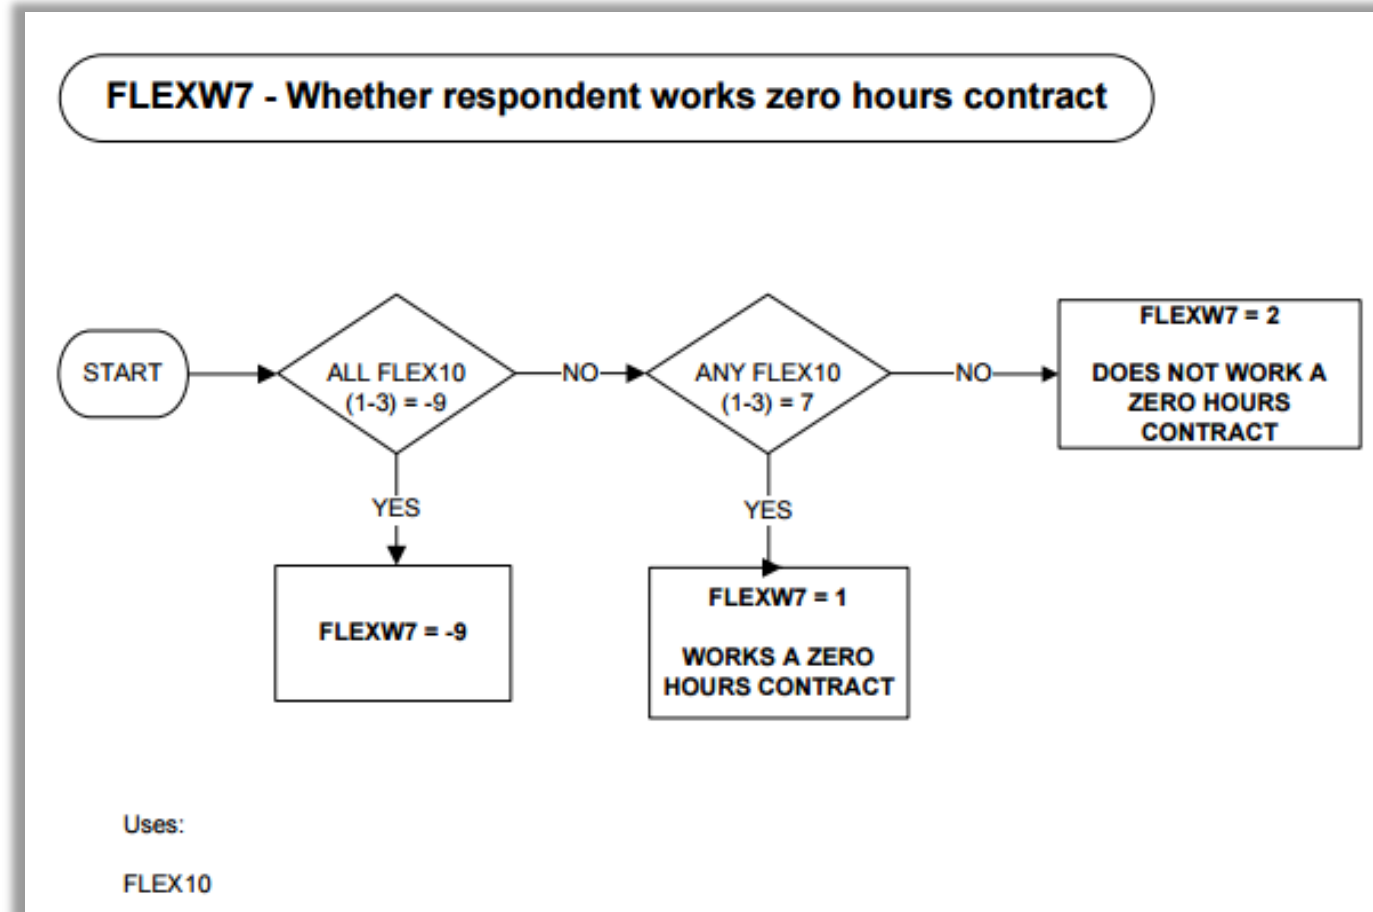 FLEXW7 - Whether respondent works zero hours contract
START
ALL FLEX10
(1-3) = -9
NO
ANY FLEX10
(1-3) = 7
NO
FLEXW7 = 2
DOES NOT WORK A
ZERO HOURS
CONTRACT
YES
YES
FLEXW7 = -9
FLEXW7 = 1
WORKS A ZERO
HOURS CONTRACT
Uses:
FLEX10